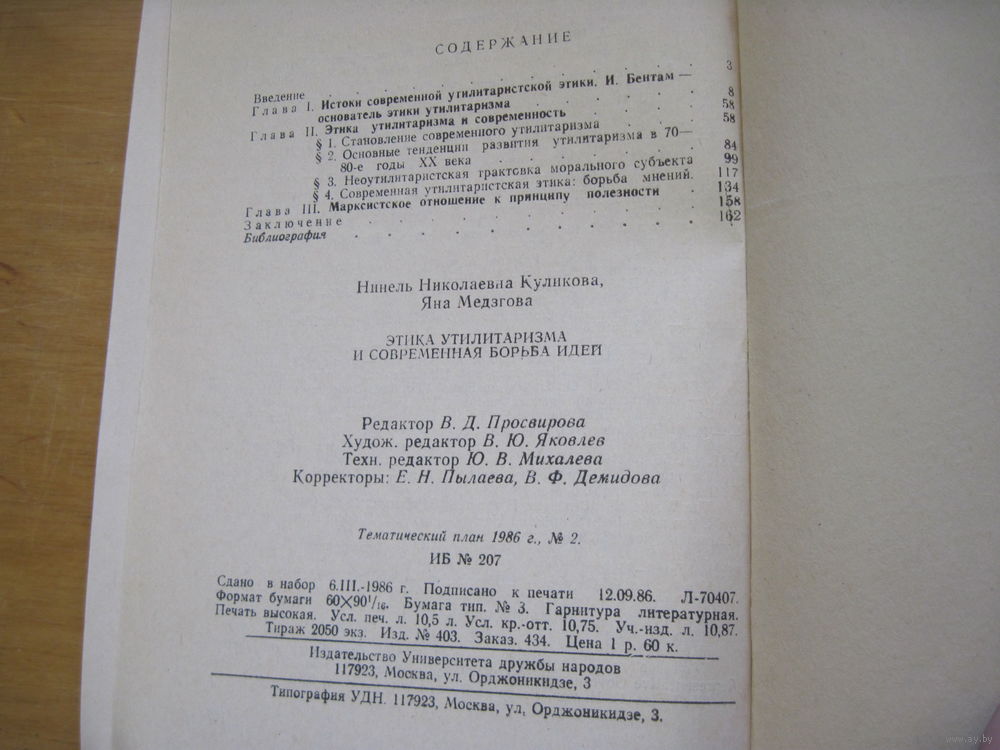 СОДЕРЖАНИЕ
Введение . . . . . . . . . . 3
Глава I. Истоки современной утилитаристской этики. И. Бентам —
основатель этики утилитаризма . . . . . 8
Глава II. Этика утилитаризма и современность . . . 58
§ 1. Становление современного утилитаризма . . . 58
§ 2. Основные тенденции развития утилитаризма в 70—
80-е годы XX века . . . . . . 84
§ 3. Неоутилитаристская трактовка морального субъекта 99
§ 4. Современная утилитаристская этика: борьба мнений. 117
Глава III. Марксистское отношение к принципу полезности . 134
Заключение . . . . . . . . . 158
Библиография . . . . . . . . . 162
Нинель Николаевна Куликова,
Яна Медзгова
ЭТИКА УТИЛИТАРИЗМА
И СОВРЕМЕННАЯ БОРЬБА ИДЕЙ
Редактор В. Д. Просвирова
Худож. редактор В. Ю. Яковлев
Техн. редактор Ю. В. Михалева
Корректоры: Е. Н. Пылаева, В. Ф. Демидова
Тематический план 1986 г., № 2.
ИБ № 207
Сдано в набор 6.III.-1986 г. Подписано к печати 12.09.86. Л-70407.
Формат бумаги 60×90 1/16. Бумага тип. № 3. Гарнитура литературная.
Печать высокая. Усл. печ. л. 10,5 л. Усл. кр.-отт. 10,75. Уч.-изд. л. 10,87.
Тираж 2050 экз. Изд. № 403. Заказ. 434. Цена 1 р. 60 к.
Издательство Университета дружбы народов
117923, Москва, ул. Орджоникидзе, 3
Типография УДН. 117923, Москва, ул. Орджоникидзе, 3.
www.ay.by